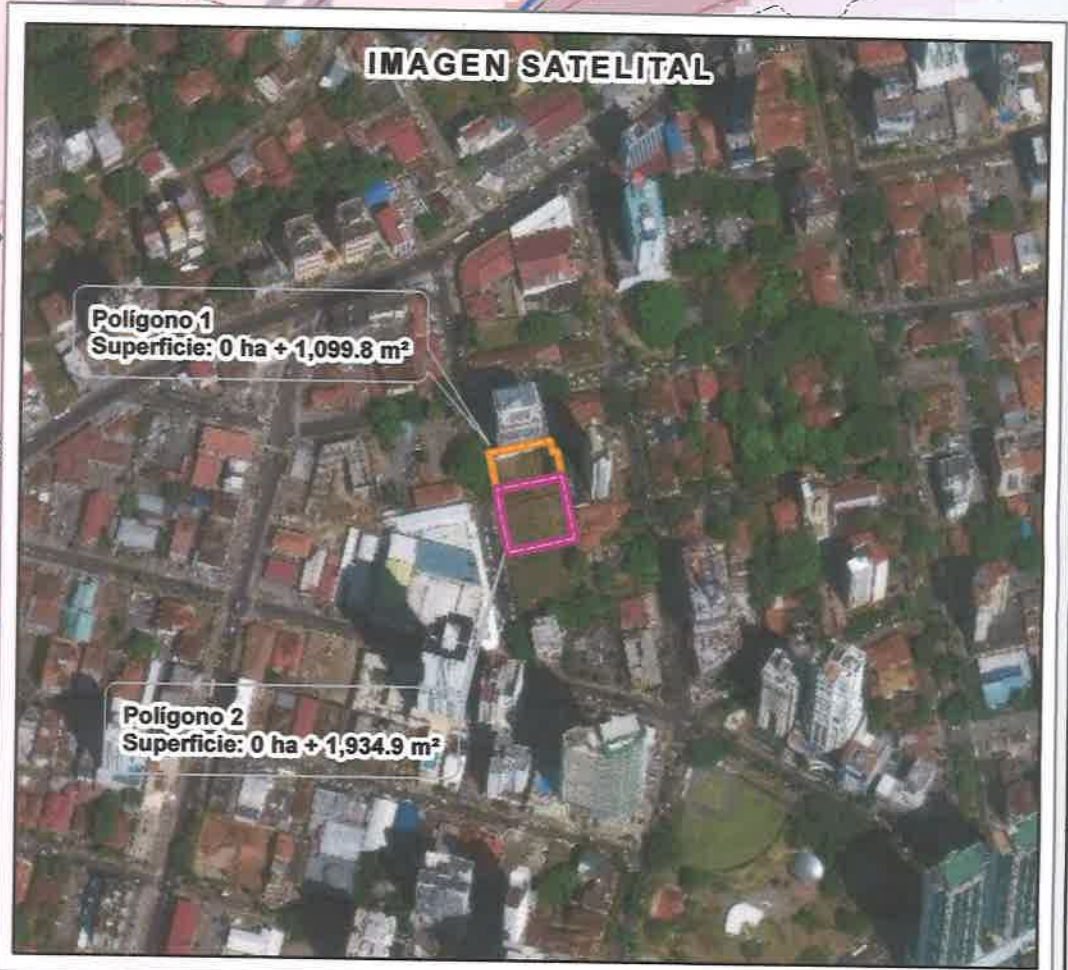 IMAGEN SATELITAL
Polígono 1
Superficie: 0 ha + 1,099.8 m²
Polígono 2
Superficie: 0 ha + 1,934.9 m²